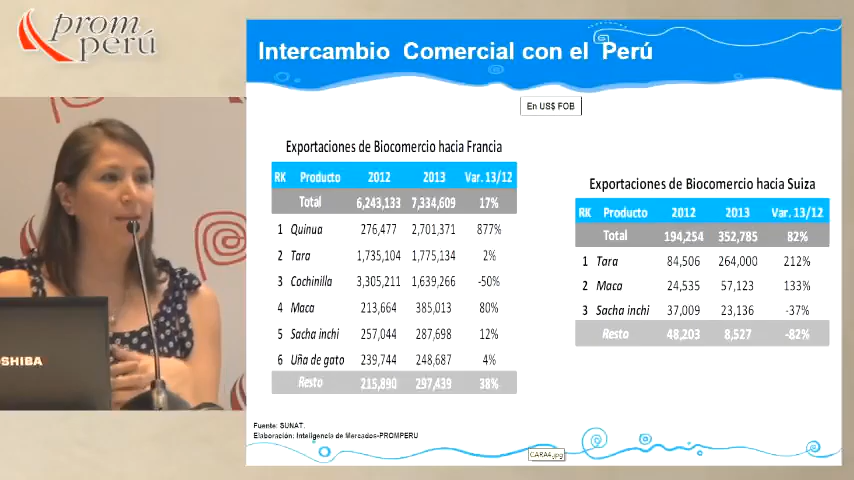 prom
perú
Intercambio Comercial con el Perú
En US$ FOB
Exportaciones de Biocomercio hacia Francia
RK Producto 2012 2013 Var. 13/12
Total 6,243,133 7,334,609 17%
1 Quinua 276,477 2,701,371 877%
2 Tara 1,735,104 1,775,134 2%
3 Cochinilla 3,305,211 1,639,266 -50%
4 Maca 213,664 385,013 80%
5 Sacha inchi 257,044 287,698 12%
6 Uña de gato 239,744 248,687 4%
Resto 215,890 297,439 38%
Exportaciones de Biocomercio hacia Suiza
RK Producto 2012 2013 Var. 13/12
Total 194,254 352,785 82%
1 Tara 84,506 264,000 212%
2 Maca 24,535 57,123 133%
3 Sacha inchi 37,009 23,136 -37%
Resto 48,203 8,527 -82%
Fuente: SUNAT.
Elaboración: Inteligencia de Mercados-PROMPERU
CARA4.jpg
OSHIBA